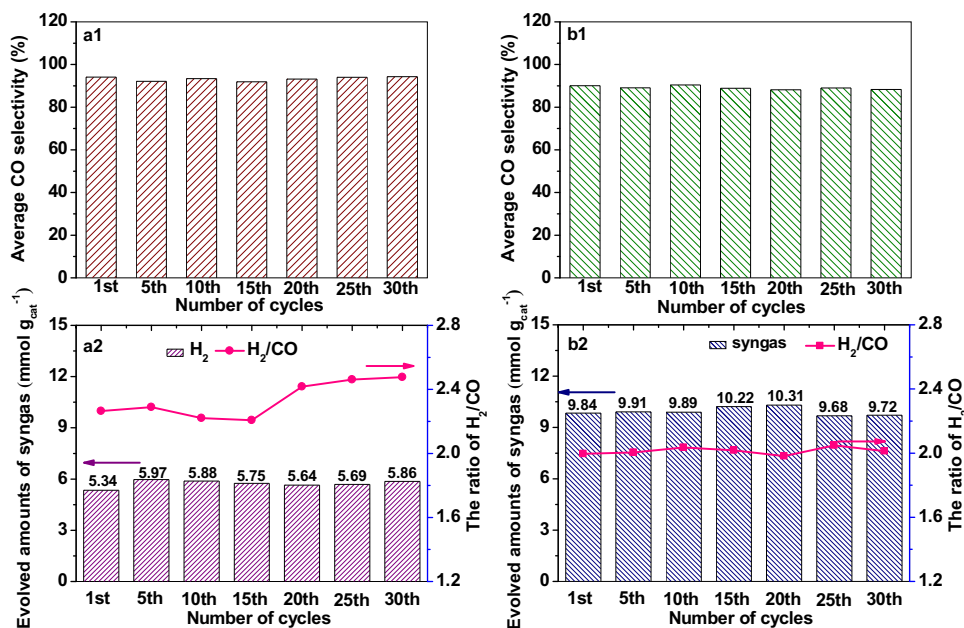 a1
Average CO selectivity (%)
120
100
80
60
40
20
0
1st 5th 10th 15th 20th 25th 30th
Number of cycles
b1
Average CO selectivity (%)
120
100
80
60
40
20
0
1st 5th 10th 15th 20th 25th 30th
Number of cycles
a2
H₂ H₂/CO
Evolved amounts of syngas (mmol g_cat⁻¹)
15
12
9
6
3
0
5.34 5.97 5.88 5.75 5.64 5.69 5.86
2.8
2.4
2.0
1.6
1.2
The ratio of H₂/CO
1st 5th 10th 15th 20th 25th 30th
Number of cycles
b2
syngas H₂/CO
Evolved amounts of syngas (mmol g_cat⁻¹)
15
12
9
6
3
0
9.84 9.91 9.89 10.22 10.31 9.68 9.72
2.8
2.4
2.0
1.6
1.2
The ratio of H₂/CO
1st 5th 10th 15th 20th 25th 30th
Number of cycles